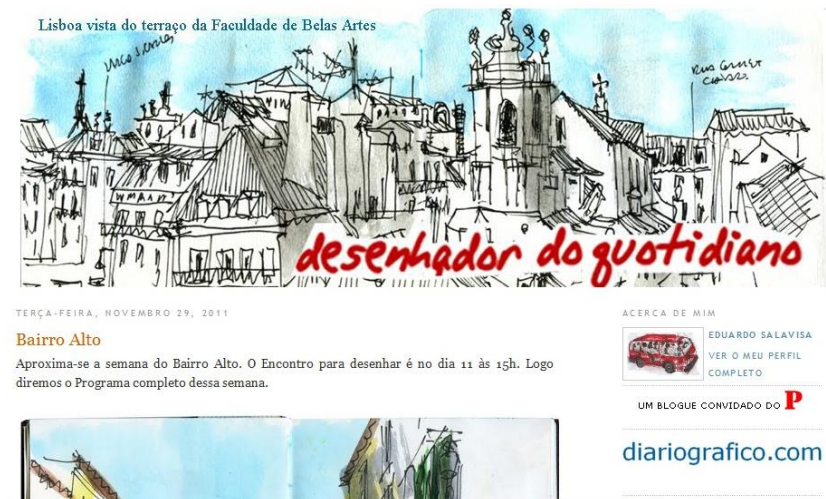 Lisboa vista do terraço da Faculdade de Belas Artes
desenhador do quotidiano
TERÇA-FEIRA, NOVEMBRO 29, 2011
Bairro Alto
Aproxima-se a semana do Bairro Alto. O Encontro para desenhar é no dia 11 às 15h. Logo
diremos o Programa completo dessa semana.
ACERCA DE MIM
EDUARDO SALAVISA
VER O MEU PERFIL
COMPLETO
UM BLOGUE CONVIDADO DO P
diariografico.com